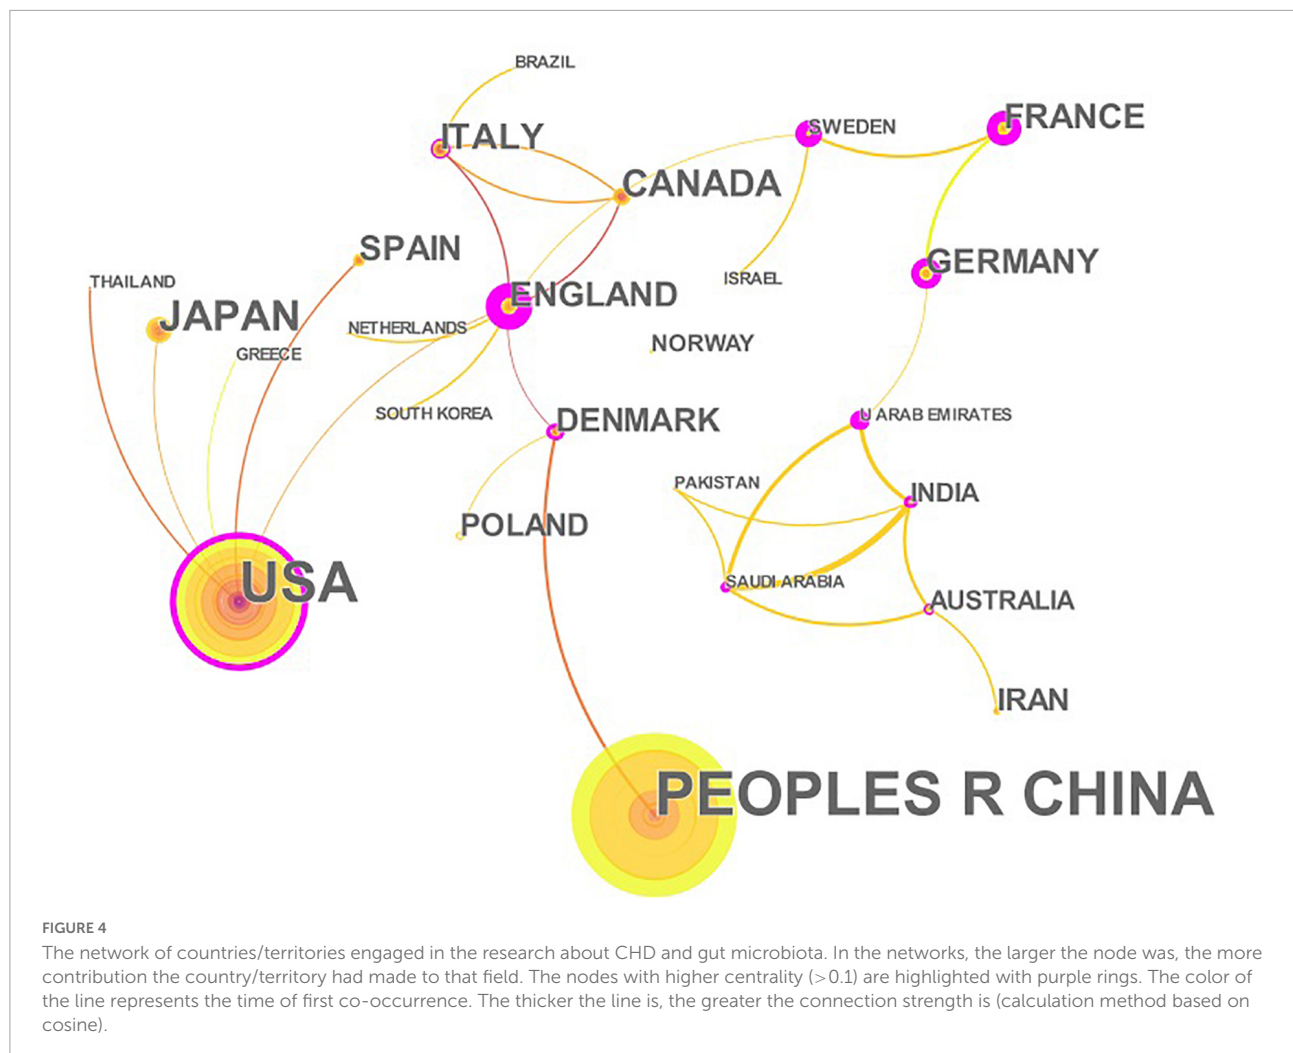 BRAZIL
FRANCE
SWEDEN
ITALY
CANADA
SPAIN
GERMANY
THAILAND
ISRAEL
ENGLAND
JAPAN
NETHERLANDS
NORWAY
GREECE
SOUTH KOREA
DENMARK
U ARAB EMIRATES
PAKISTAN
INDIA
POLAND
USA
SAUDI ARABIA
AUSTRALIA
IRAN
PEOPLES R CHINA
FIGURE 4
The network of countries/territories engaged in the research about CHD and gut microbiota. In the networks, the larger the node was, the more
contribution the country/territory had made to that field. The nodes with higher centrality (>0.1) are highlighted with purple rings. The color of
the line represents the time of first co-occurrence. The thicker the line is, the greater the connection strength is (calculation method based on
cosine).